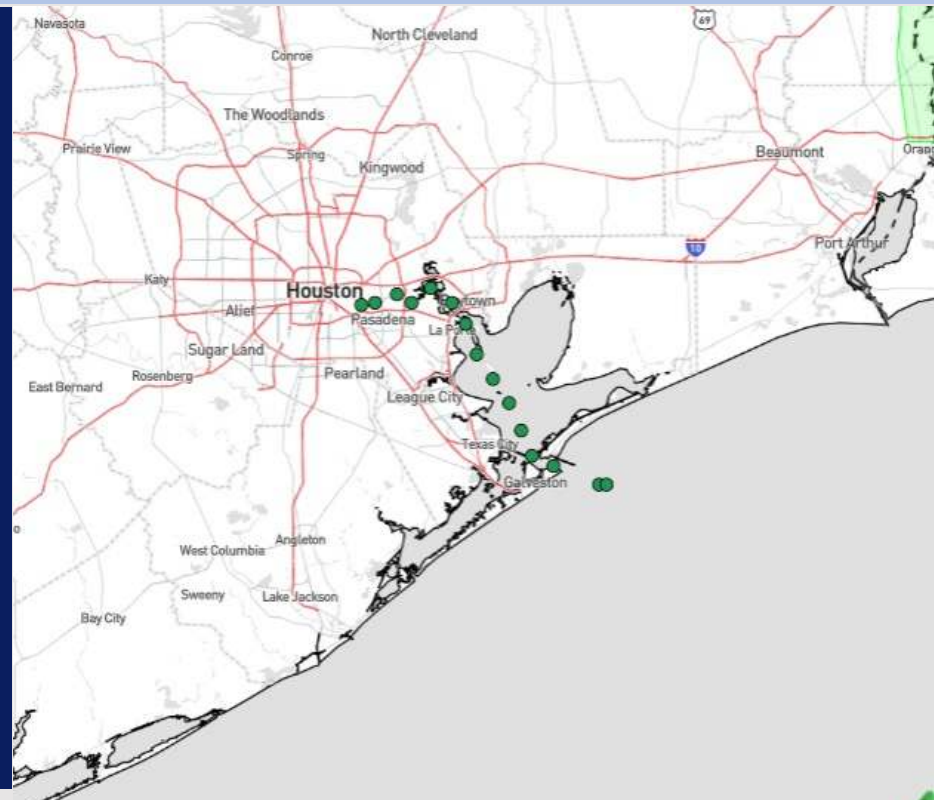 Navasota
69
North Cleveland
Conroe
The Woodlands
Prairie View
Spring
Kingwood
Beaumont
Orang
Port Arthur
10
Katy
Houston
Baytown
Alief
Pasadena
La Porte
Sugar Land
Pearland
Rosenberg
East Bernard
League City
Texas City
Galveston
o
Angleton
West Columbia
Sweeny
Lake Jackson
Bay City